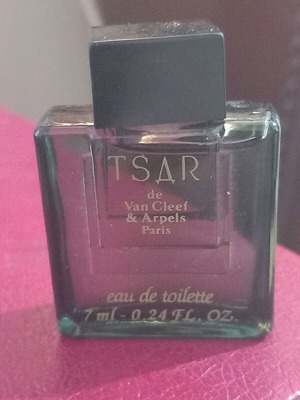 TSAR
de
Van Cleef
& Arpels
Paris
eau de toilette
7 ml - 0.24 FL. OZ.